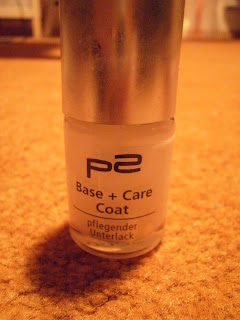 p2
Base + Care
Coat
pflegender
Unterlack